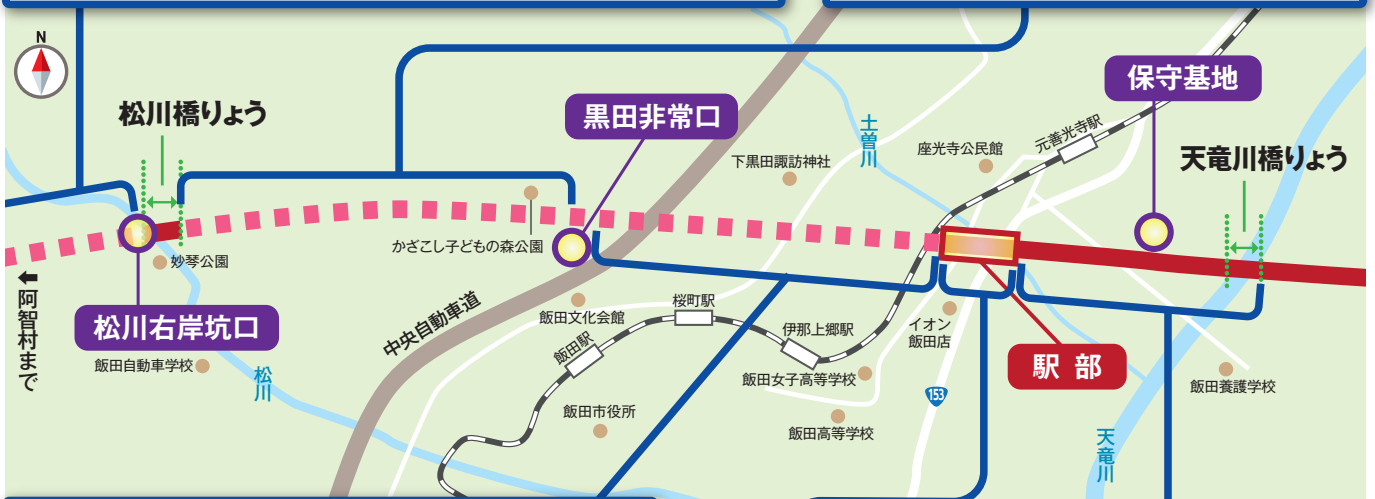 N
松川橋りょう
黒田非常口
保守基地
土曽川
下黒田諏訪神社
座光寺公民館
元善光寺駅
天竜川橋りょう
かざこし子どもの森公園
妙琴公園
阿智村まで
松川右岸坑口
飯田自動車学校
松川
中央自動車道
飯田文化会館
桜町駅
飯田駅
伊那上郷駅
イオン
飯田店
駅 部
飯田女子高等学校
飯田養護学校
飯田市役所
飯田高等学校
153
天竜川